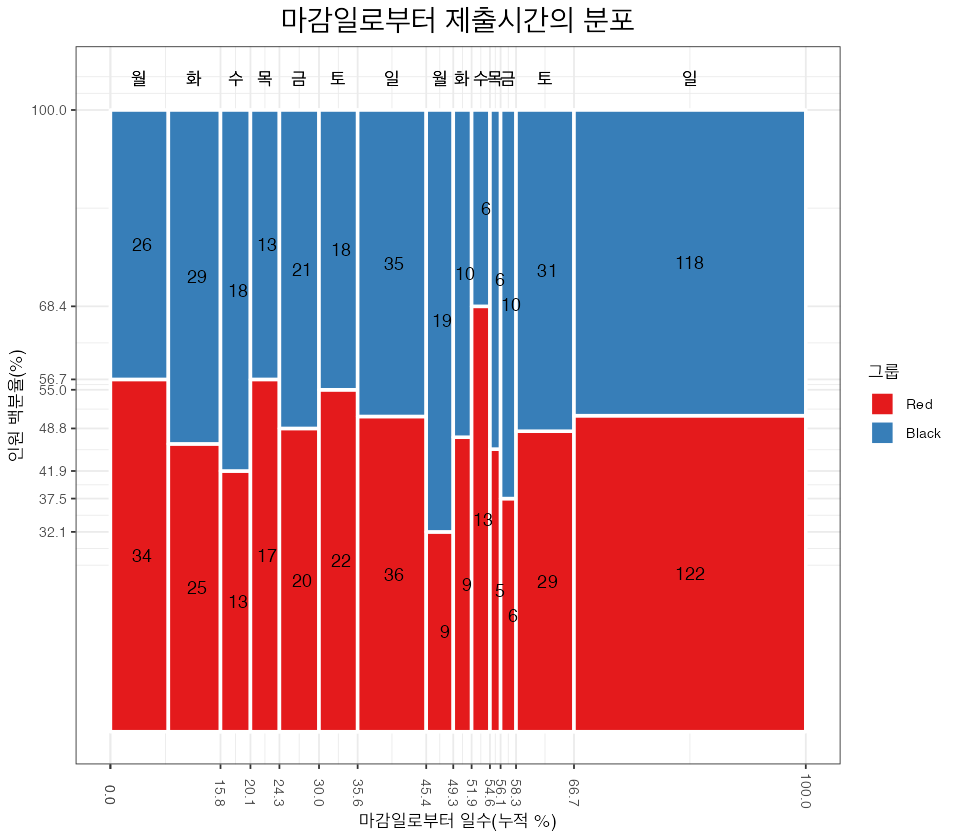 마감일로부터 제출시간의 분포
월 화 수 목 금 토 일 월 화 수 목 금 토 일
인원 백분율(%)
100.0
68.4
56.7
55.0
48.8
41.9
37.5
32.1
26 29 18 13 21 18 35 19 10 6 6 10 31 118
34 25 13 17 20 22 36 9 9 13 5 6 29 122
0.0 15.8 20.1 24.3 30.0 35.6 45.4 49.3 51.9 54.6 56.1 58.3 66.7 100.0
마감일로부터 일수(누적 %)
그룹
Red
Black